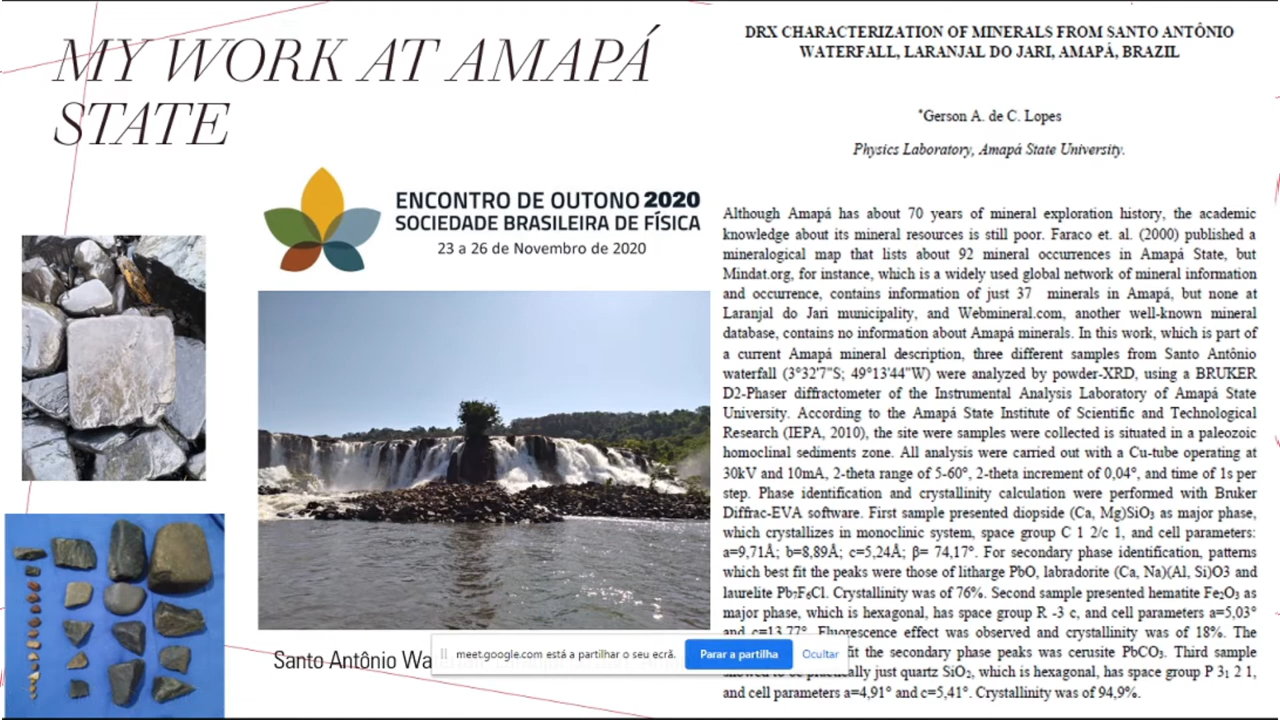 MY WORK AT AMAPÁ
STATE
ENCONTRO DE OUTONO 2020
SOCIEDADE BRASILEIRA DE FÍSICA
23 a 26 de Novembro de 2020
Santo Antônio
DRX CHARACTERIZATION OF MINERALS FROM SANTO ANTÔNIO
WATERFALL, LARANJAL DO JARI, AMAPÁ, BRAZIL
*Gerson A. de C. Lopes
Physics Laboratory, Amapá State University.
Although Amapá has about 70 years of mineral exploration history, the academic
knowledge about its mineral resources is still poor. Faraco et. al. (2000) published a
mineralogical map that lists about 92 mineral occurrences in Amapá State, but
Mindat.org, for instance, which is a widely used global network of mineral information
and occurrence, contains information of just 37 minerals in Amapá, but none at
Laranjal do Jari municipality, and Webmineral.com, another well-known mineral
database, contains no information about Amapá minerals. In this work, which is part of
a current Amapá mineral description, three different samples from Santo Antônio
waterfall (3°32'7"S; 49°13'44"W) were analyzed by powder-XRD, using a BRUKER
D2-Phaser diffractometer of the Instrumental Analysis Laboratory of Amapá State
University. According to the Amapá State Institute of Scientific and Technological
Research (IEPA, 2010), the site were samples were collected is situated in a paleozoic
homoclinal sediments zone. All analysis were carried out with a Cu-tube operating at
30kV and 10mA, 2-theta range of 5-60°, 2-theta increment of 0,04°, and time of 1s per
step. Phase identification and crystallinity calculation were performed with Bruker
Diffrac-EVA software. First sample presented diopside (Ca, Mg)SiO₃ as major phase,
which crystallizes in monoclinic system, space group C 1 2/c 1, and cell parameters:
a=9,71Å; b=8,89Å; c=5,24Å; β= 74,17°. For secondary phase identification, patterns
which best fit the peaks were those of litharge PbO, labradorite (Ca, Na)(Al, Si)O3 and
laurelite Pb₇F₆Cl. Crystallinity was of 76%. Second sample presented hematite Fe₂O₃ as
major phase, which is hexagonal, has space group R -3 c, and cell parameters a=5,03°
and c=13,77°. Fluorescence effect was observed and crystallinity was of 18%. The
fit the secondary phase peaks was cerusite PbCO₃. Third sample
showed to be practically just quartz SiO₂, which is hexagonal, has space group P 3₁ 2 1,
and cell parameters a=4,91° and c=5,41°. Crystallinity was of 94,9%.
meet.google.com está a partilhar o seu ecrã.
Parar a partilha
Ocultar